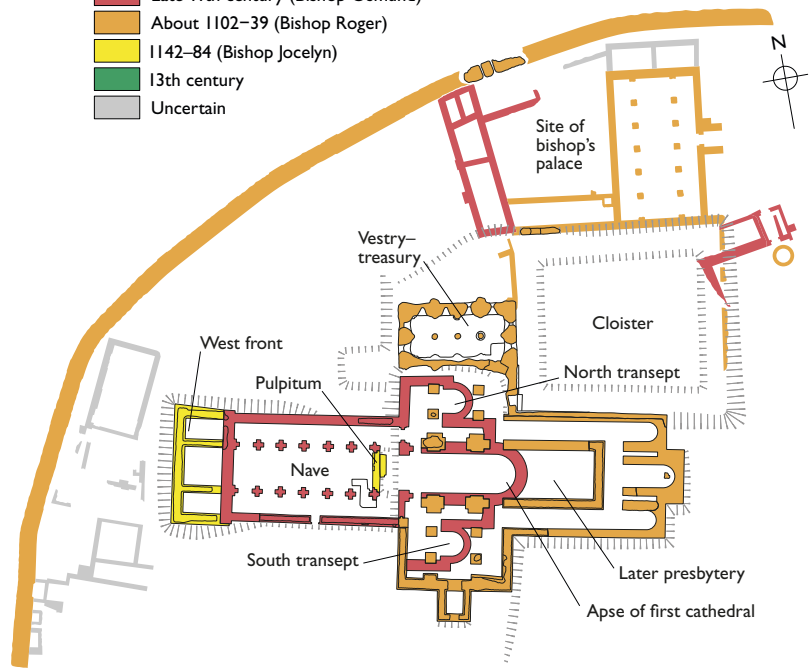 About 1102–39 (Bishop Roger)
1142–84 (Bishop Jocelyn)
13th century
Uncertain
N
Site of
bishop's
palace
Vestry–
treasury
Cloister
West front
North transept
Pulpitum
Nave
South transept
Later presbytery
Apse of first cathedral